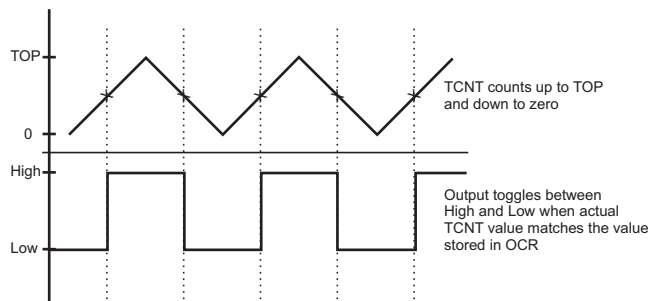 TOP
TCNT counts up to TOP
and down to zero
0
High
Output toggles between
High and Low when actual
TCNT value matches the value
stored in OCR
Low